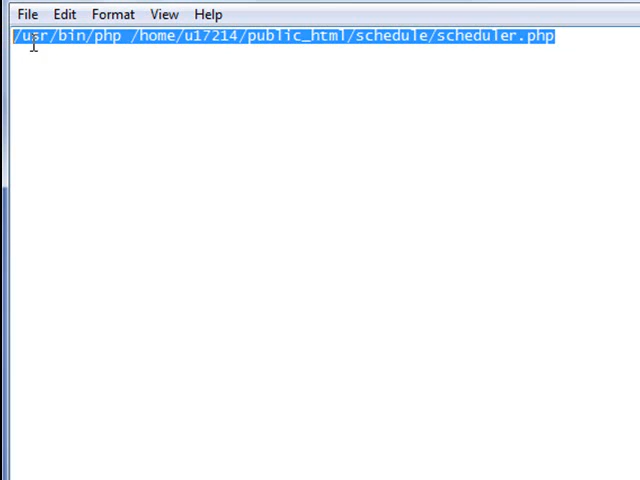 File Edit Format View Help
/usr/bin/php /home/u17214/public_html/schedule/scheduler.php